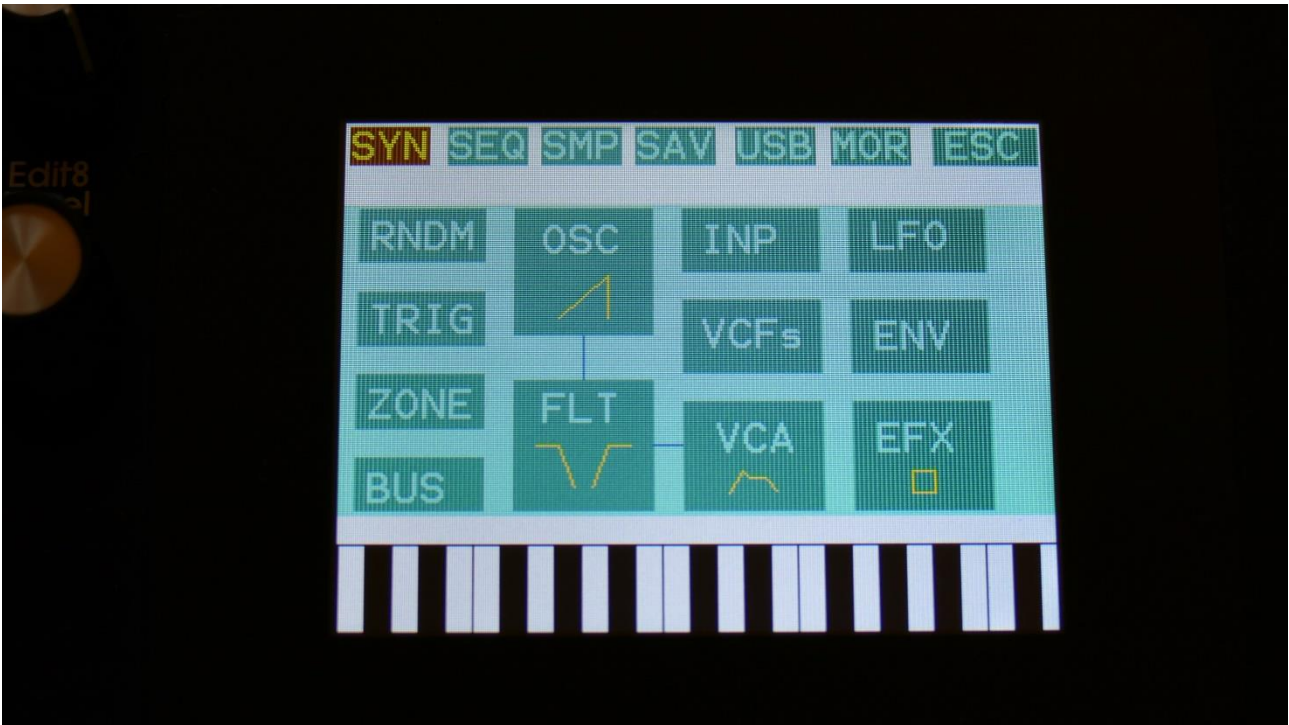 SYN SEQ SMP SAV USB MOR ESC
Edit8
RNDM OSC INP LFO
TRIG VCFs ENV
ZONE FLT VCA EFX
BUS